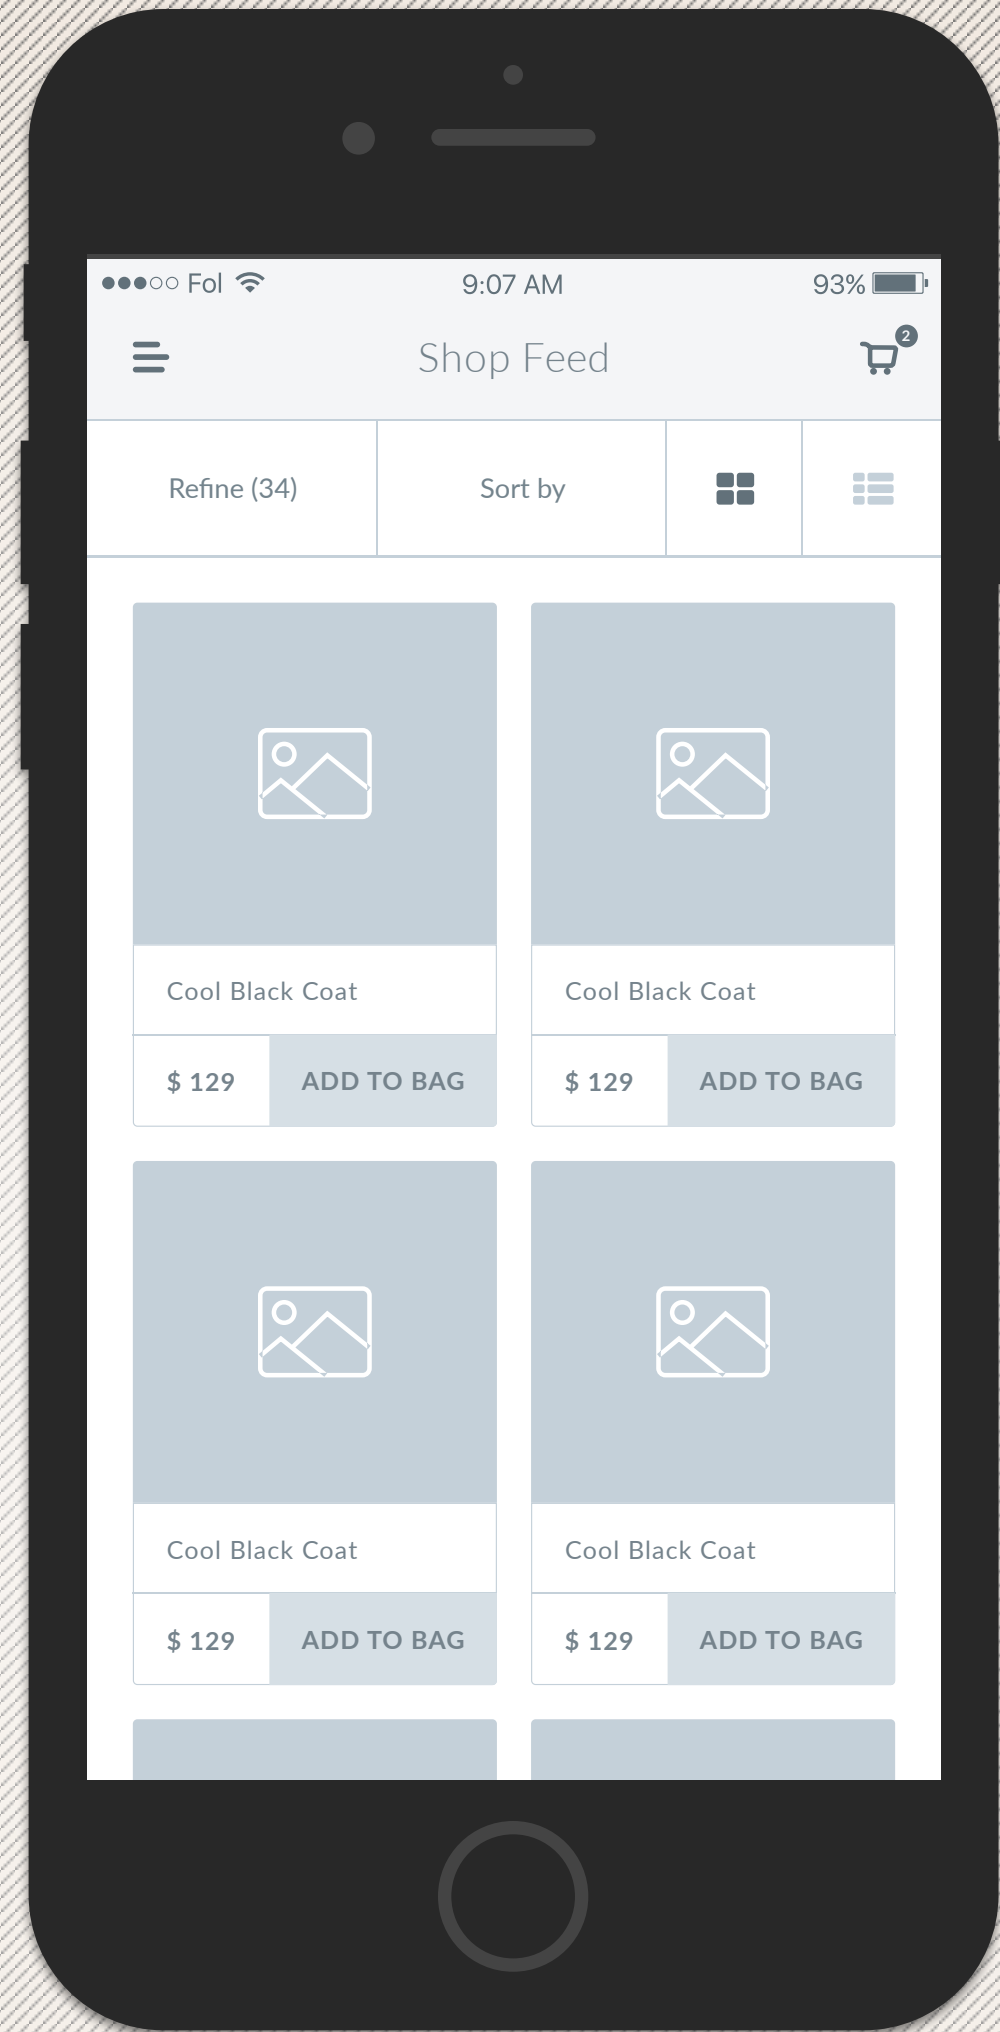 Fol 9:07 AM 93%
Shop Feed 2
Refine (34) Sort by
Cool Black Coat Cool Black Coat
$ 129 ADD TO BAG $ 129 ADD TO BAG
Cool Black Coat Cool Black Coat
$ 129 ADD TO BAG $ 129 ADD TO BAG